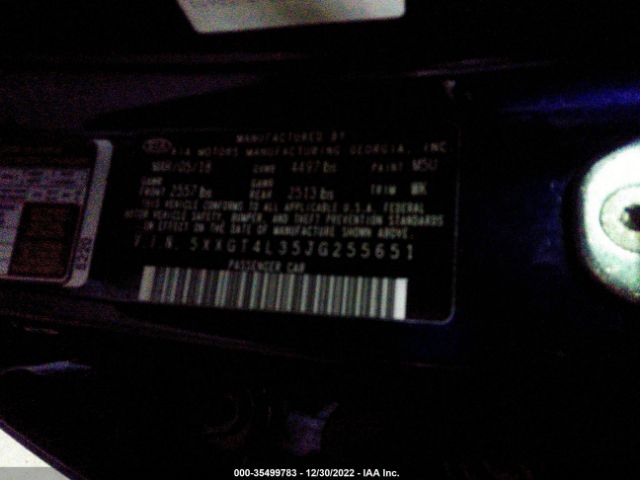 MANUFACTURED BY
KIA KIA MOTORS MANUFACTURING GEORGIA, INC.
MAR/05/18 GVWR 4497lbs PAINT M5U
GAWR FRONT 2557lbs GAWR REAR 2513lbs TRIM WK
THIS VEHICLE CONFORMS TO ALL APPLICABLE U.S.A. FEDERAL
MOTOR VEHICLE SAFETY, BUMPER, AND THEFT PREVENTION STANDARDS
IN EFFECT ON THE DATE OF MANUFACTURE SHOWN ABOVE.
V.I.N. 5XXGT4L35JG255651
PASSENGER CAR
000-35499783 - 12/30/2022 - IAA Inc.